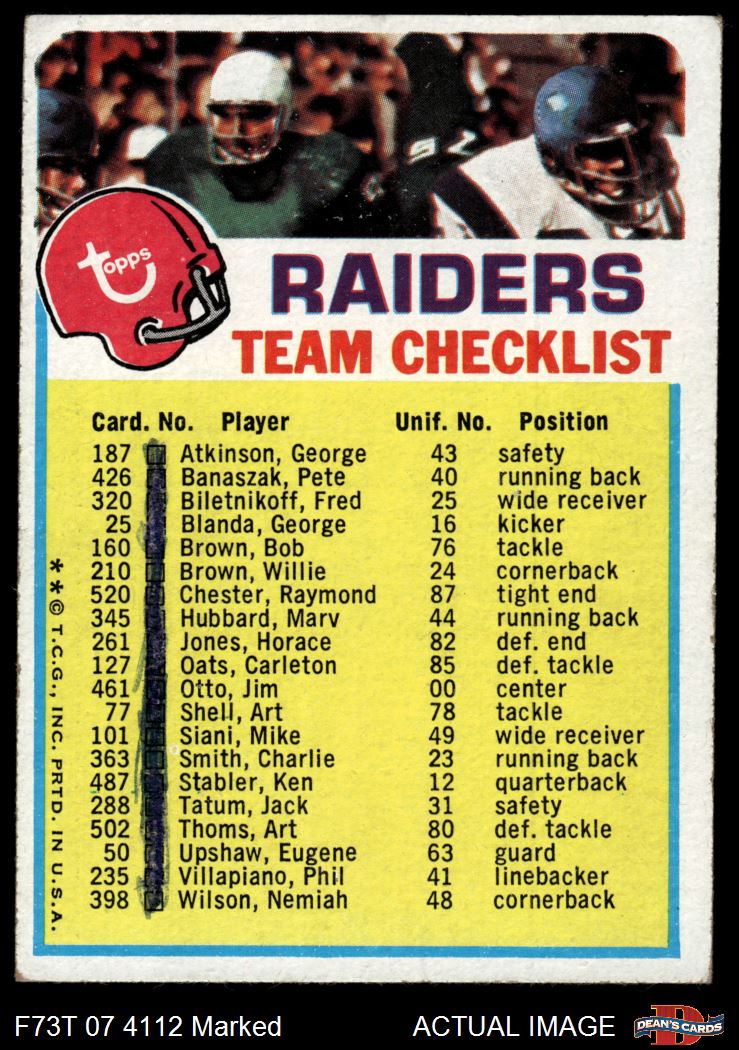 57
topps
RAIDERS
TEAM CHECKLIST
Card. No. Player Unif. No. Position
187 Atkinson, George 43 safety
426 Banaszak, Pete 40 running back
320 Biletnikoff, Fred 25 wide receiver
25 Blanda, George 16 kicker
160 Brown, Bob 76 tackle
210 Brown, Willie 24 cornerback
520 Chester, Raymond 87 tight end
345 Hubbard, Marv 44 running back
261 Jones, Horace 82 def. end
127 Oats, Carleton 85 def. tackle
461 Otto, Jim 00 center
77 Shell, Art 78 tackle
101 Siani, Mike 49 wide receiver
363 Smith, Charlie 23 running back
487 Stabler, Ken 12 quarterback
288 Tatum, Jack 31 safety
502 Thoms, Art 80 def. tackle
50 Upshaw, Eugene 63 guard
235 Villapiano, Phil 41 linebacker
398 Wilson, Nemiah 48 cornerback
**© T.C.G., INC. PRTD. IN U.S.A.
F73T 07 4112 Marked ACTUAL IMAGE
D
DEAN'S CARDS